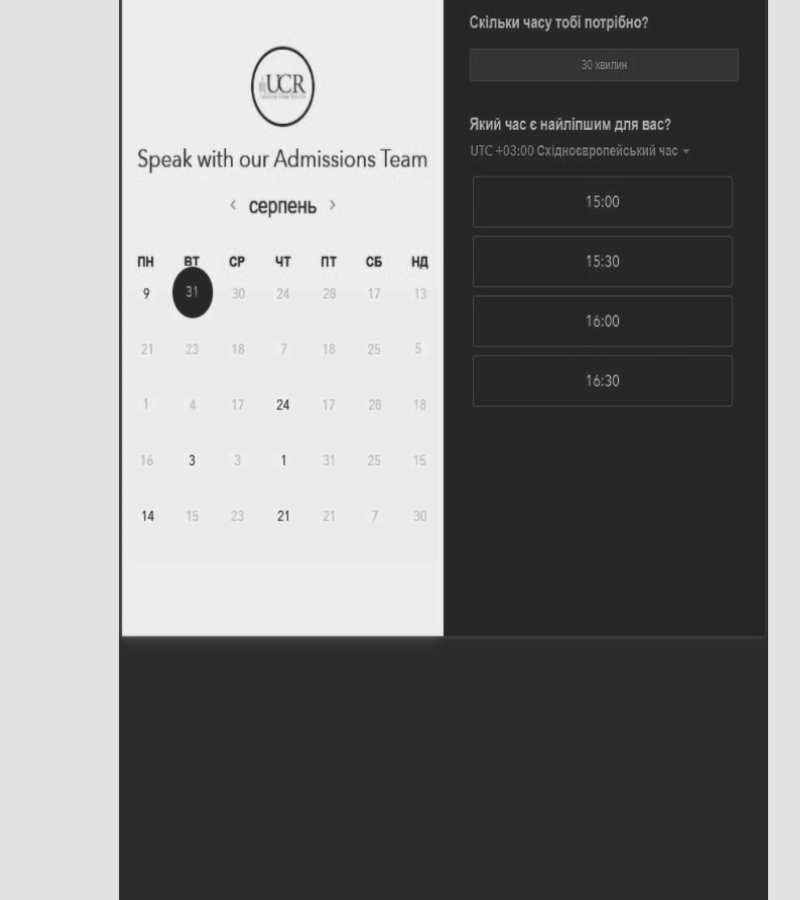 UCR
Speak with our Admissions Team
‹ серпень ›
ПН ВТ СР ЧТ ПТ СБ НД
9 31 30 24 28 17 13
21 23 18 7 18 25 5
1 4 17 24 17 28 18
16 3 3 1 31 25 15
14 15 23 21 21 7 30
Скільки часу тобі потрібно?
30 хвилин
Який час є найліпшим для вас?
UTC +03:00 Східноєвропейський час
15:00
15:30
16:00
16:30